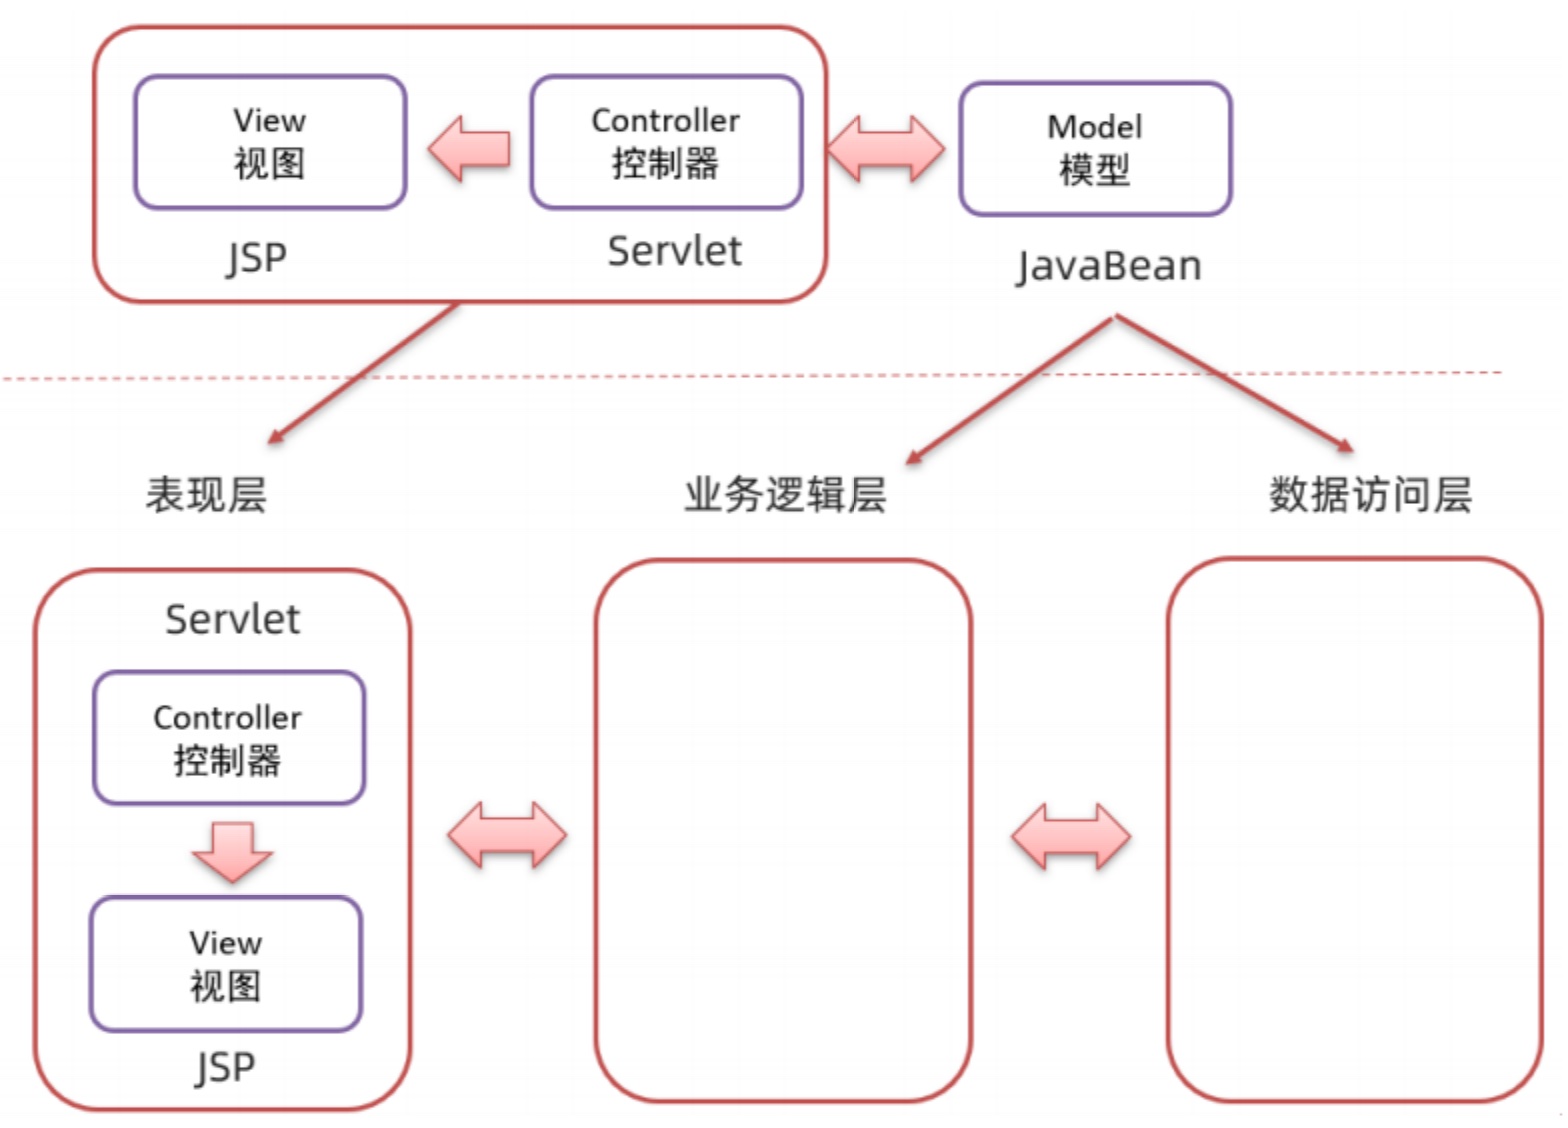 View
视图
Controller
控制器
Model
模型
JSP
Servlet
JavaBean
表现层
业务逻辑层
数据访问层
Servlet
Controller
控制器
View
视图
JSP